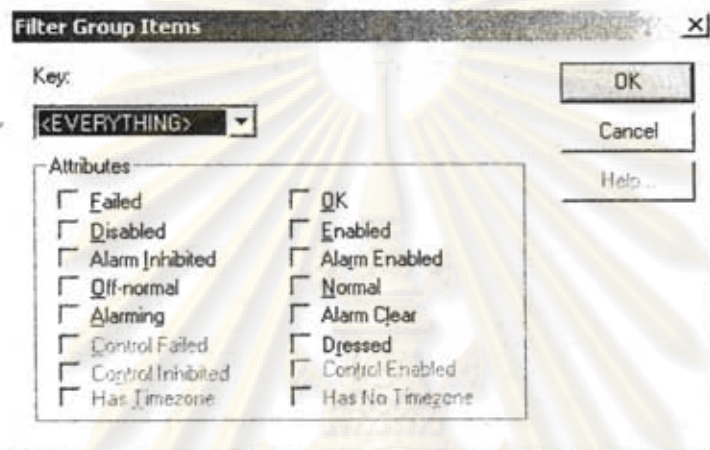 Filter Group Items
Key:
<EVERYTHING>
OK
Cancel
Help...
Attributes
Failed
OK
Disabled
Enabled
Alarm Inhibited
Alarm Enabled
Off-normal
Normal
Alarming
Alarm Clear
Control Failed
Dressed
Control Inhibited
Control Enabled
Has Timezone
Has No Timezone